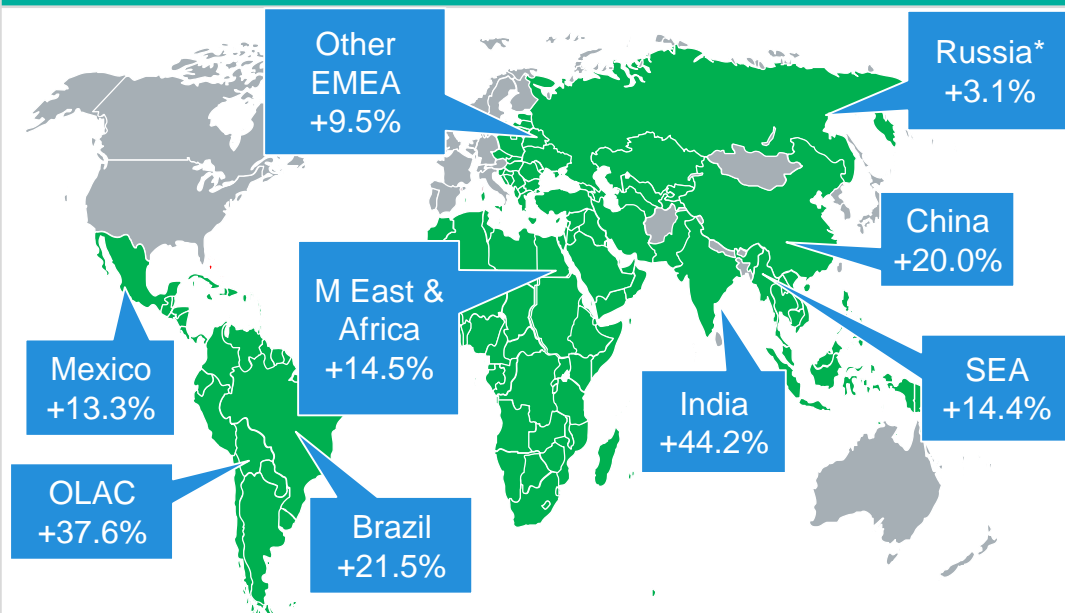 Other
EMEA
+9.5%
Russia*
+3.1%
China
+20.0%
M East &
Africa
+14.5%
Mexico
+13.3%
India
+44.2%
SEA
+14.4%
OLAC
+37.6%
Brazil
+21.5%